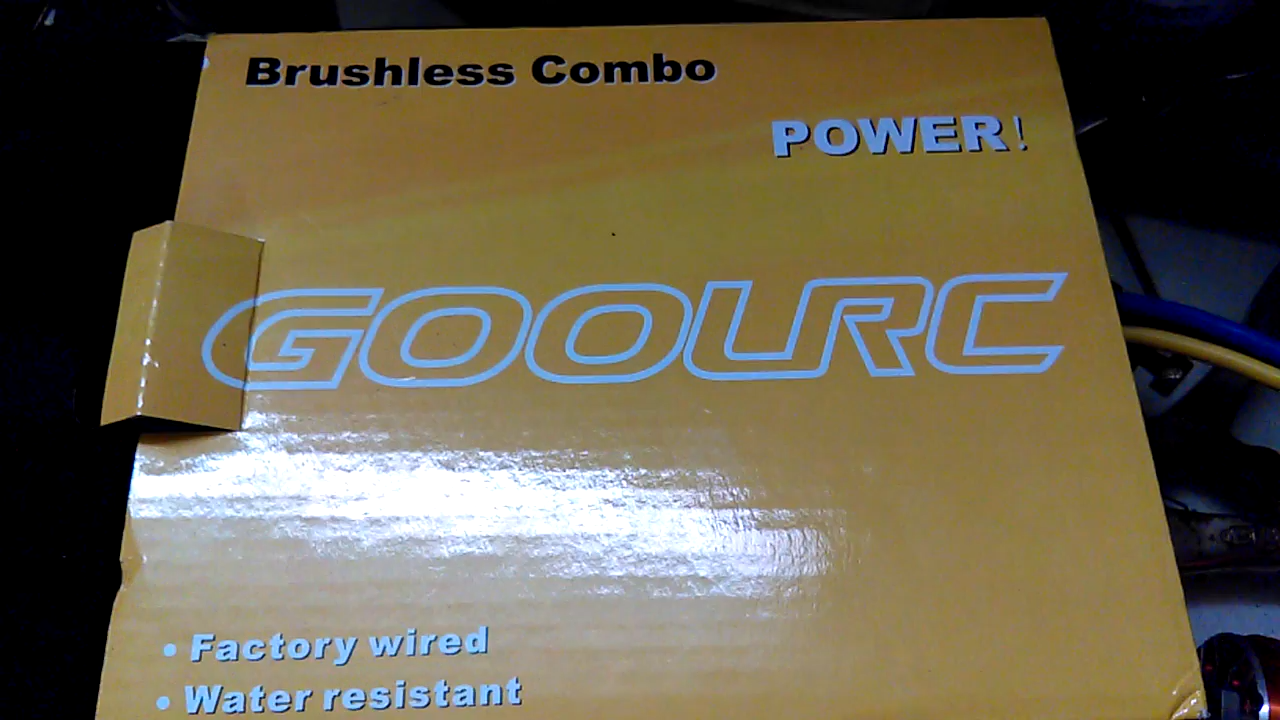 Brushless Combo
POWER!
GOOLRC
• Factory wired
• Water resistant